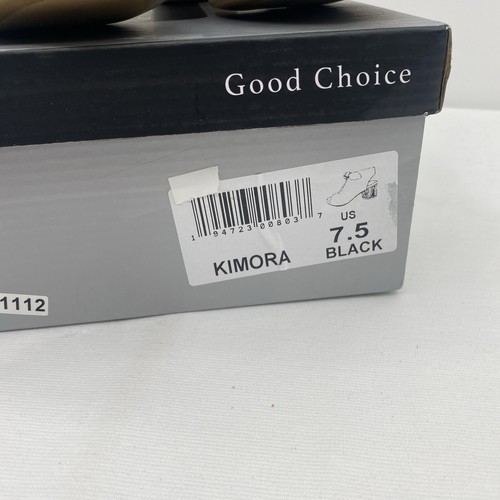 Good Choice
1 94723 00803 7
US
7.5
KIMORA
BLACK
1112